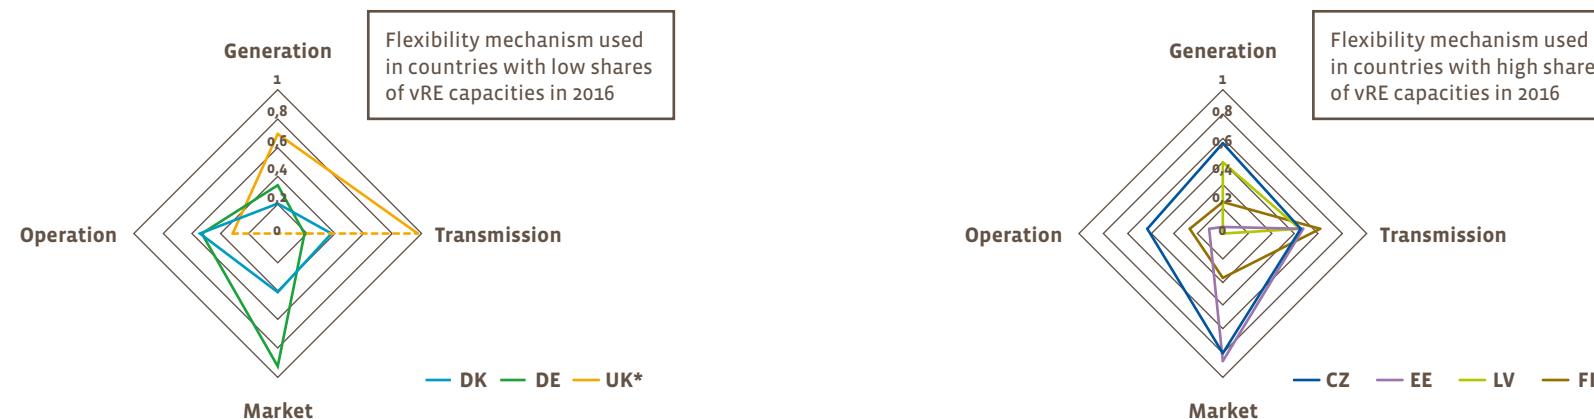 Generation
Flexibility mechanism used
in countries with low shares
of vRE capacities in 2016
1
0,8
0,6
0,4
0,2
0
Operation
Transmission
Market
DK
DE
UK*
Generation
Flexibility mechanism used
in countries with high share
of vRE capacities in 2016
1
0,8
0,6
0,4
0,2
0
Operation
Transmission
Market
CZ
EE
LV